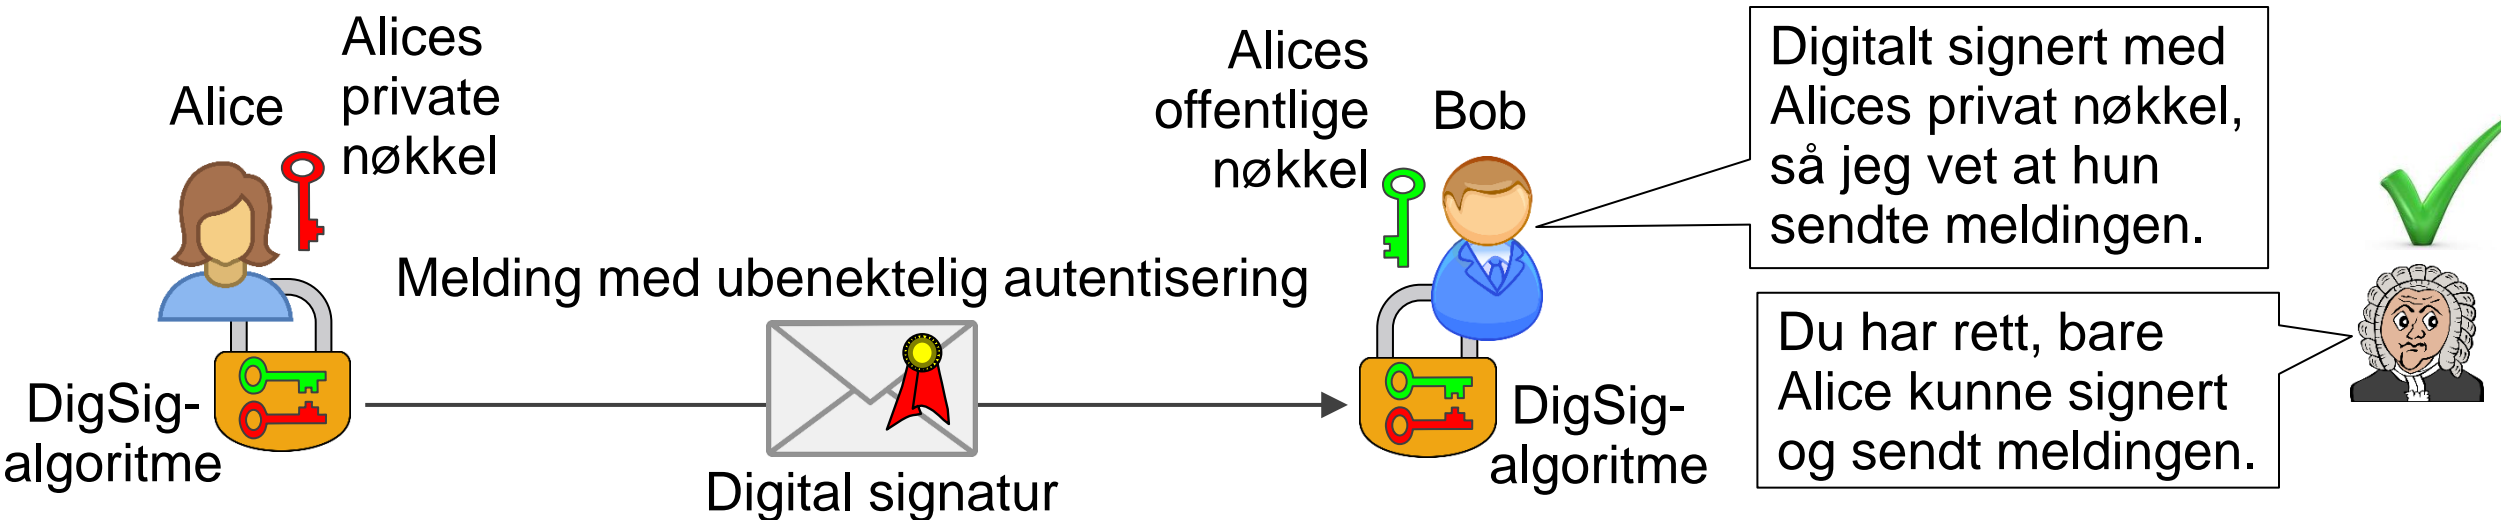 Alice
Alices
private
nøkkel
Alices
offentlige
nøkkel
Bob
Digitalt signert med
Alices privat nøkkel,
så jeg vet at hun
sendte meldingen.
Melding med ubenektelig autentisering
Du har rett, bare
Alice kunne signert
og sendt meldingen.
DigSig-
algoritme
Digital signatur
DigSig-
algoritme